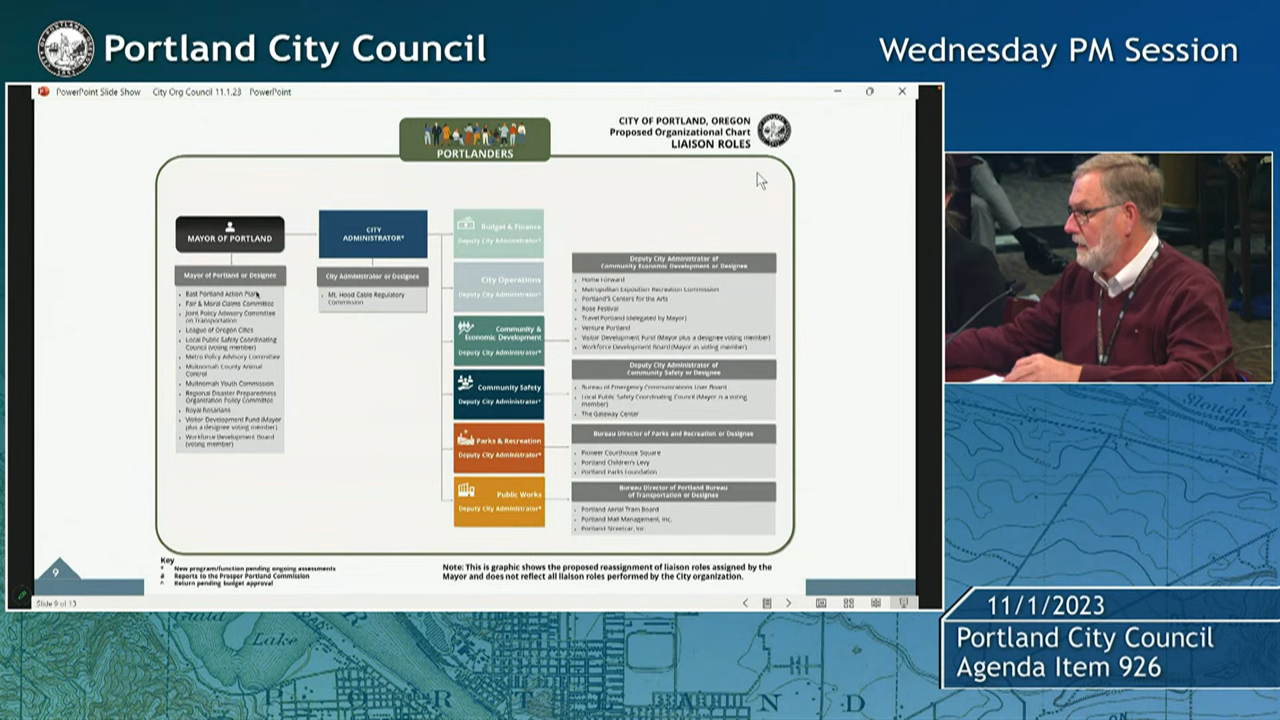 Portland City Council
Wednesday PM Session
PowerPoint Slide Show
City Org Council 11.1.23
PowerPoint
CITY OF PORTLAND, OREGON
Proposed Organizational Chart
LIAISON ROLES
PORTLANDERS
MAYOR OF PORTLAND
CITY
ADMINISTRATOR*
Mayor of Portland or Designee
• East Portland Action Plan
• Fair & Moral Claims Committee
• Joint Policy Advisory Committee
on Transportation
• League of Oregon Cities
• Local Public Safety Coordinating
Council (voting member)
• Metro Policy Advisory Committee
• Multnomah County Animal
Control
• Multnomah Youth Commission
• Regional Disaster Preparedness
Organization Policy Committee
• Royal Rosarians
• Visitor Development Fund (Mayor
plus a designee voting member)
• Workforce Development Board
(voting member)
City Administrator or Designee
• Mt. Hood Cable Regulatory
Commission
Budget & Finance
Deputy City Administrator*
City Operations
Deputy City Administrator*
Community &
Economic Development
Deputy City Administrator*
Community Safety
Deputy City Administrator*
Parks & Recreation
Deputy City Administrator*
Public Works
Deputy City Administrator*
Deputy City Administrator of
Community Economic Development or Designee
• Home Forward
• Metropolitan Exposition Recreation Commission
• Portland'5 Centers for the Arts
• Rose Festival
• Travel Portland (delegated by Mayor)
• Venture Portland
• Visitor Development Fund (Mayor plus a designee voting member)
• Workforce Development Board (Mayor as voting member)
Deputy City Administrator of
Community Safety or Designee
• Bureau of Emergency Communications User Board
• Local Public Safety Coordinating Council (Mayor is a voting
member)
• The Gateway Center
Bureau Director of Parks and Recreation or Designee
• Pioneer Courthouse Square
• Portland Children's Levy
• Portland Parks Foundation
Bureau Director of Portland Bureau
of Transportation or Designee
• Portland Aerial Tram Board
• Portland Mall Management, Inc.
• Portland Streetcar, Inc.
Key
* New program/function pending ongoing assessments
# Reports to the Prosper Portland Commission
^ Return pending budget approval
Note: This is graphic shows the proposed reassignment of liaison roles assigned by the
Mayor and does not reflect all liaison roles performed by the City organization.
9
Slide 9 of 13
11/1/2023
Portland City Council
Agenda Item 926
Guild
Lake
Slough
R T
A N D
ON